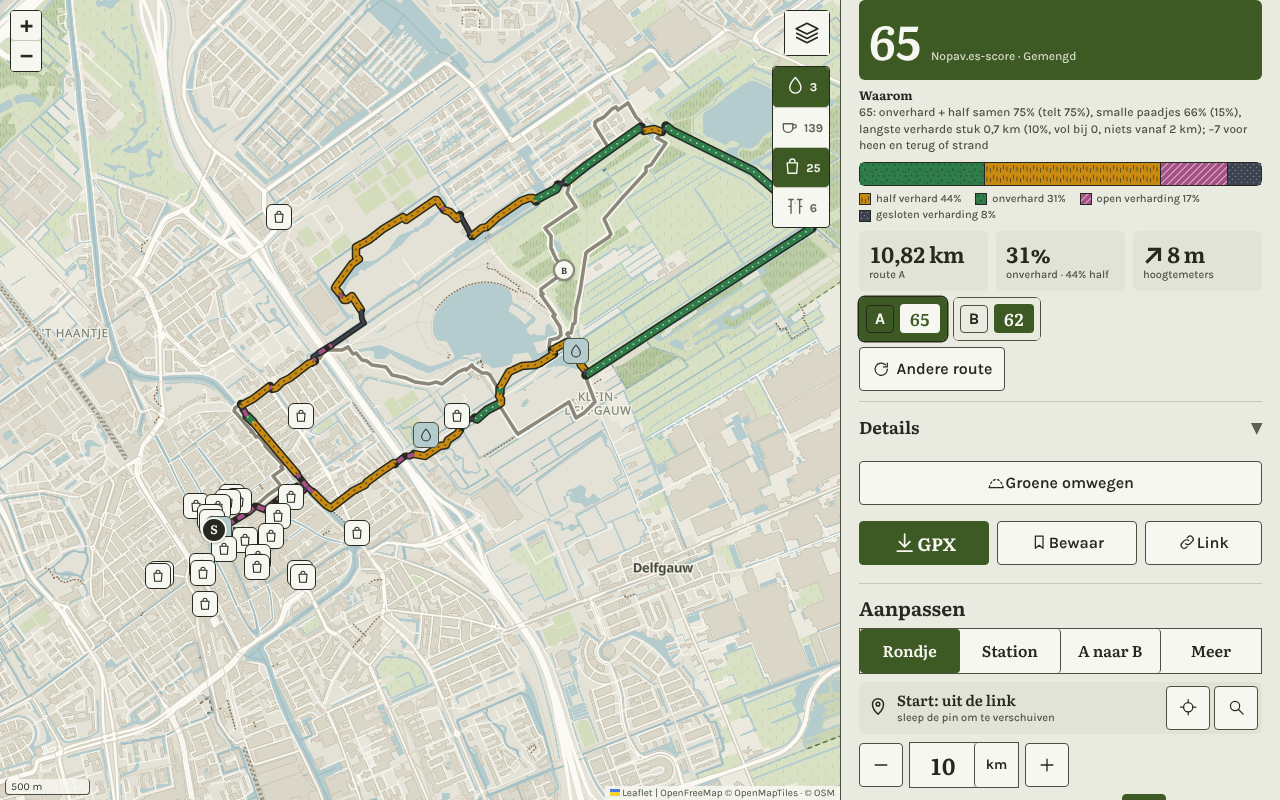 +
−
3
139
25
6
B
'T HAANTJE
KLEIN-
DELFGAUW
S
Delfgauw
500 m
Leaflet | OpenFreeMap © OpenMapTiles · © OSM
65 Nopav.es-score · Gemengd
Waarom
65: onverhard + half samen 75% (telt 75%), smalle paadjes 66% (15%),
langste verharde stuk 0,7 km (10%, vol bij 0, niets vanaf 2 km); −7 voor
heen en terug of strand
half verhard 44% onverhard 31% open verharding 17%
gesloten verharding 8%
10,82 km 31% 8 m
route A onverhard · 44% half hoogtemeters
A 65 B 62
Andere route
Details
Groene omwegen
GPX Bewaar Link
Aanpassen
Rondje Station A naar B Meer
Start: uit de link
sleep de pin om te verschuiven
− 10 km +